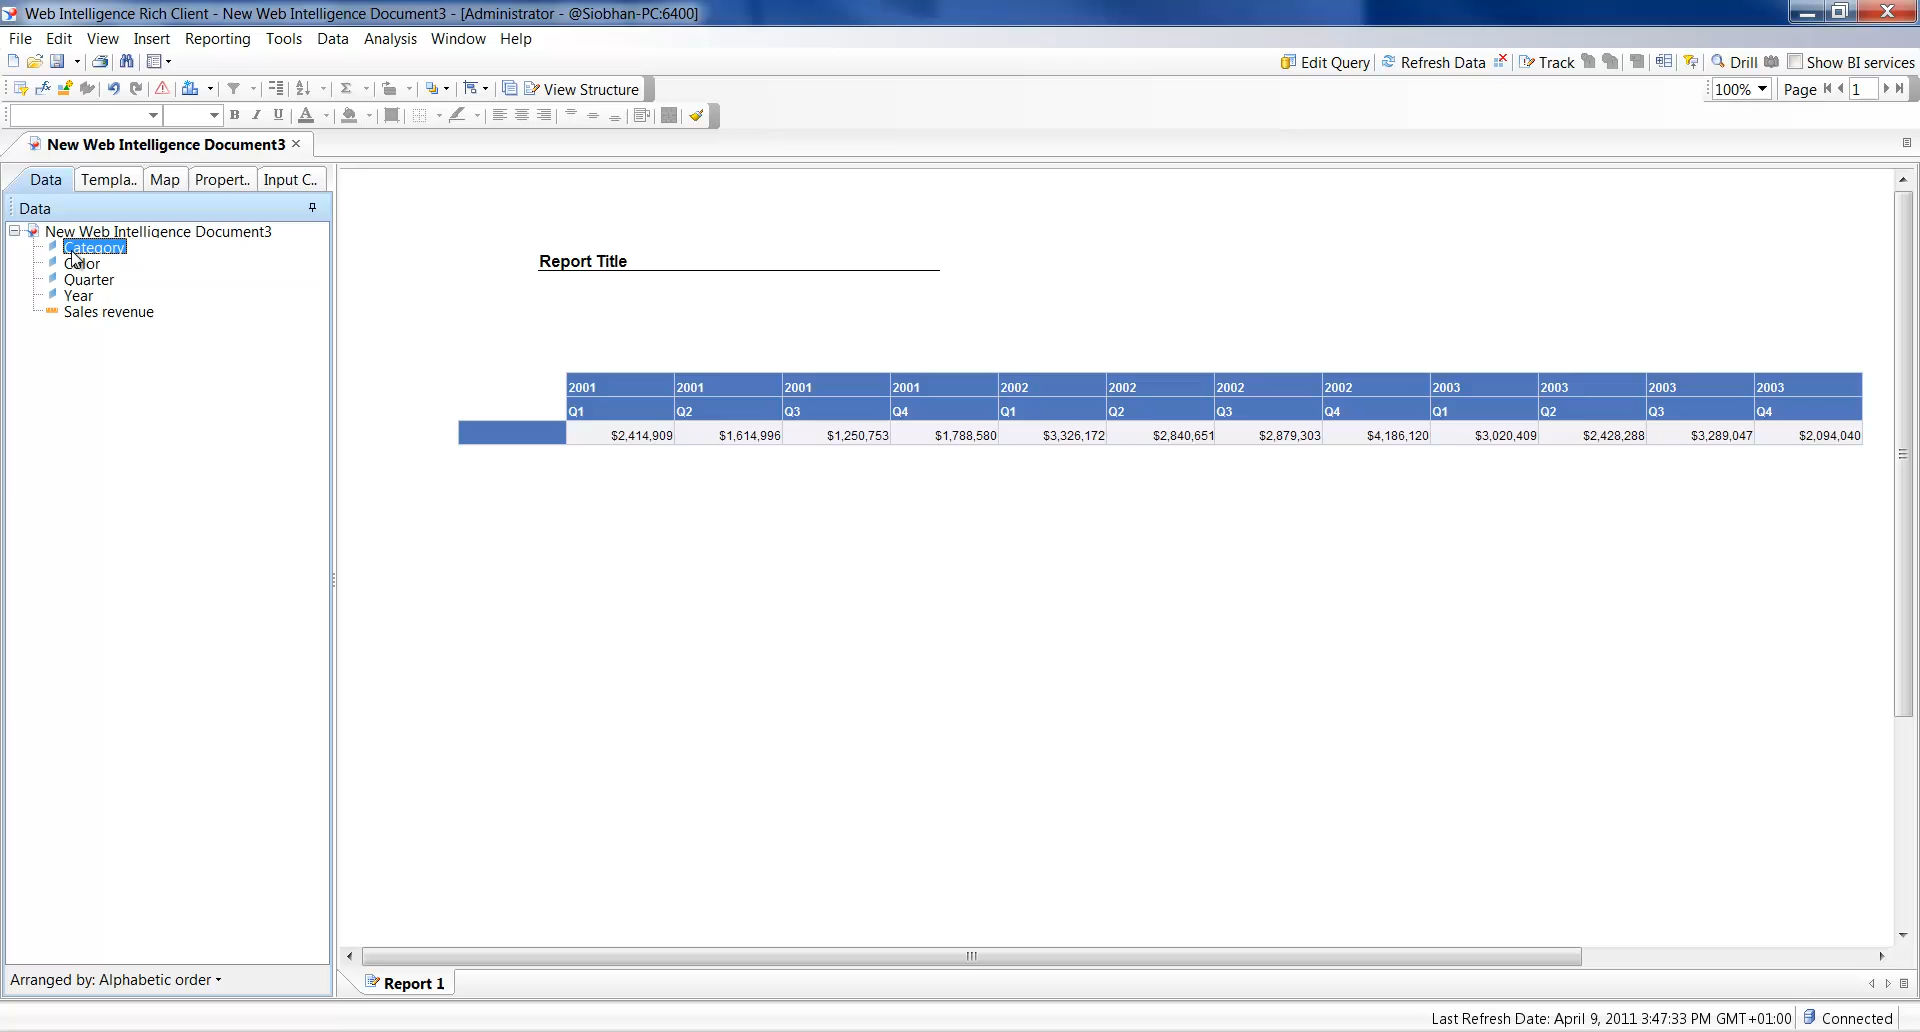 Web Intelligence Rich Client - New Web Intelligence Document3 - [Administrator - @Siobhan-PC:6400]
File Edit View Insert Reporting Tools Data Analysis Window Help
Edit Query Refresh Data Track Drill Show BI services
View Structure 100% Page 1
B I U A
New Web Intelligence Document3
Data Templa.. Map Propert.. Input C..
Data
New Web Intelligence Document3
Category
Color
Quarter
Year
Sales revenue
Report Title
2001 2001 2001 2001 2002 2002 2002 2002 2003 2003 2003 2003
Q1 Q2 Q3 Q4 Q1 Q2 Q3 Q4 Q1 Q2 Q3 Q4
$2,414,909 $1,614,996 $1,250,753 $1,788,580 $3,326,172 $2,840,651 $2,879,303 $4,186,120 $3,020,409 $2,428,288 $3,289,047 $2,094,040
Arranged by: Alphabetic order
Report 1
Last Refresh Date: April 9, 2011 3:47:33 PM GMT+01:00 Connected